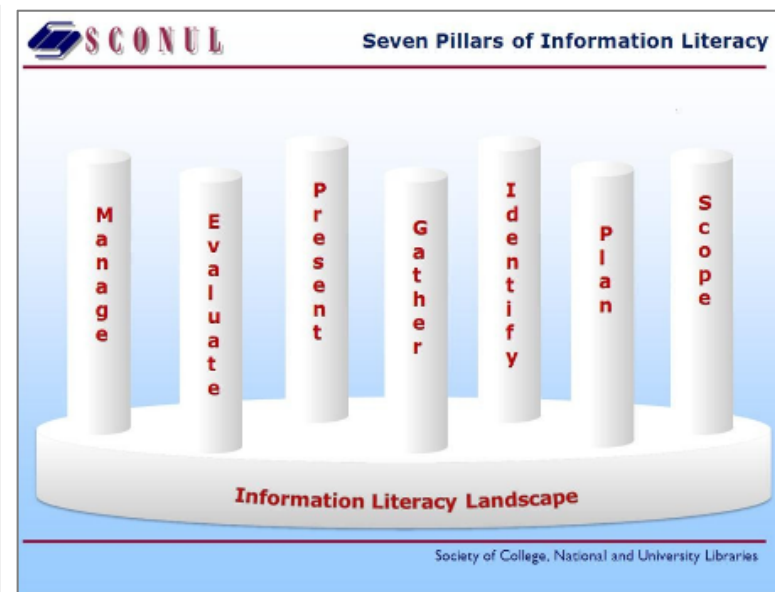 SCONUL
Seven Pillars of Information Literacy
Manage
Evaluate
Present
Gather
Identify
Plan
Scope
Information Literacy Landscape
Society of College, National and University Libraries